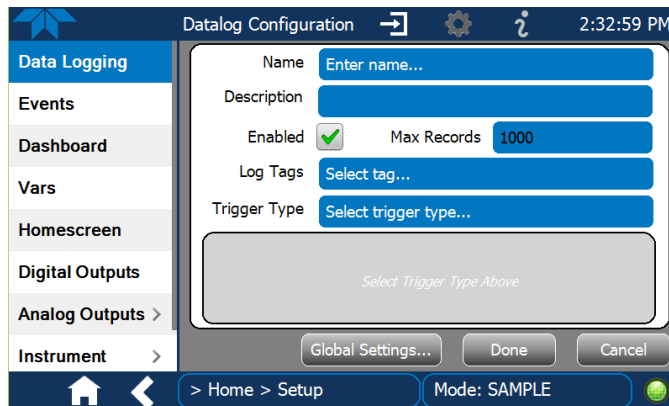 Datalog Configuration 2:32:59 PM
Data Logging
Events
Dashboard
Vars
Homescreen
Digital Outputs
Analog Outputs >
Instrument >
Name Enter name...
Description
Enabled Max Records 1000
Log Tags Select tag...
Trigger Type Select trigger type...
Select Trigger Type Above
Global Settings... Done Cancel
> Home > Setup Mode: SAMPLE